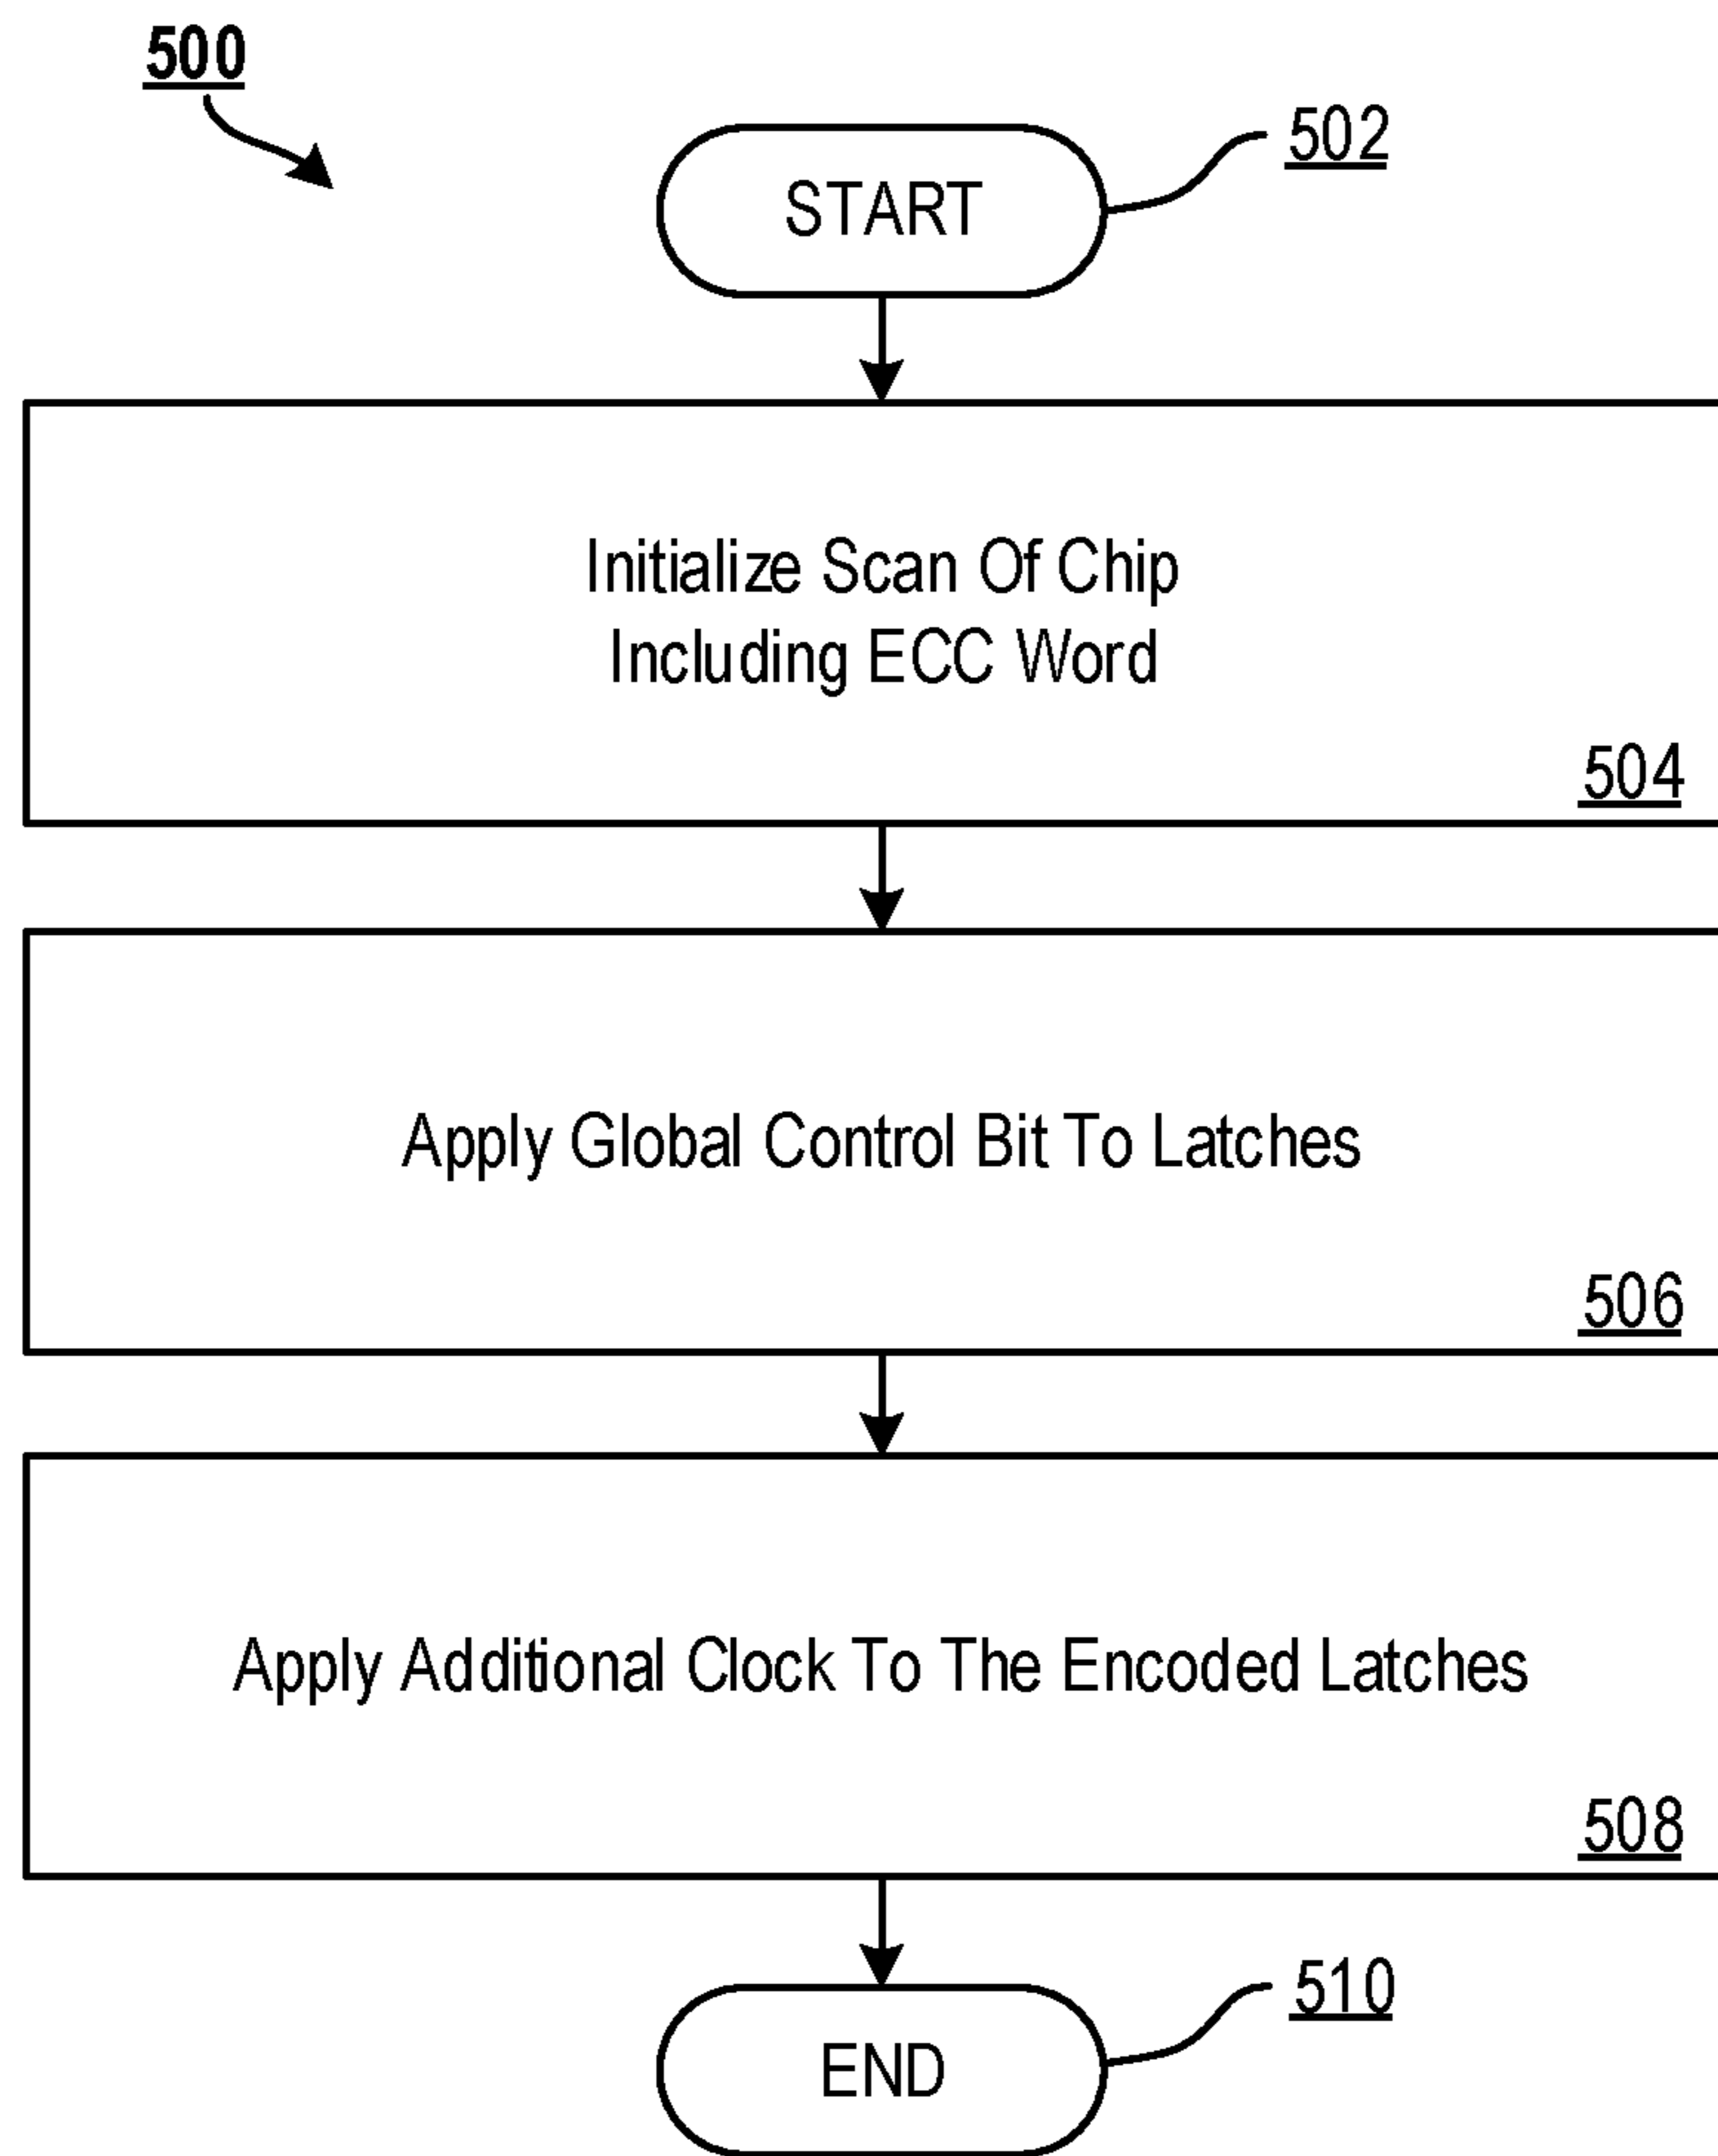 500
502
START
Initialize Scan Of Chip
Including ECC Word
504
Apply Global Control Bit To Latches
506
Apply Additional Clock To The Encoded Latches
508
510
END